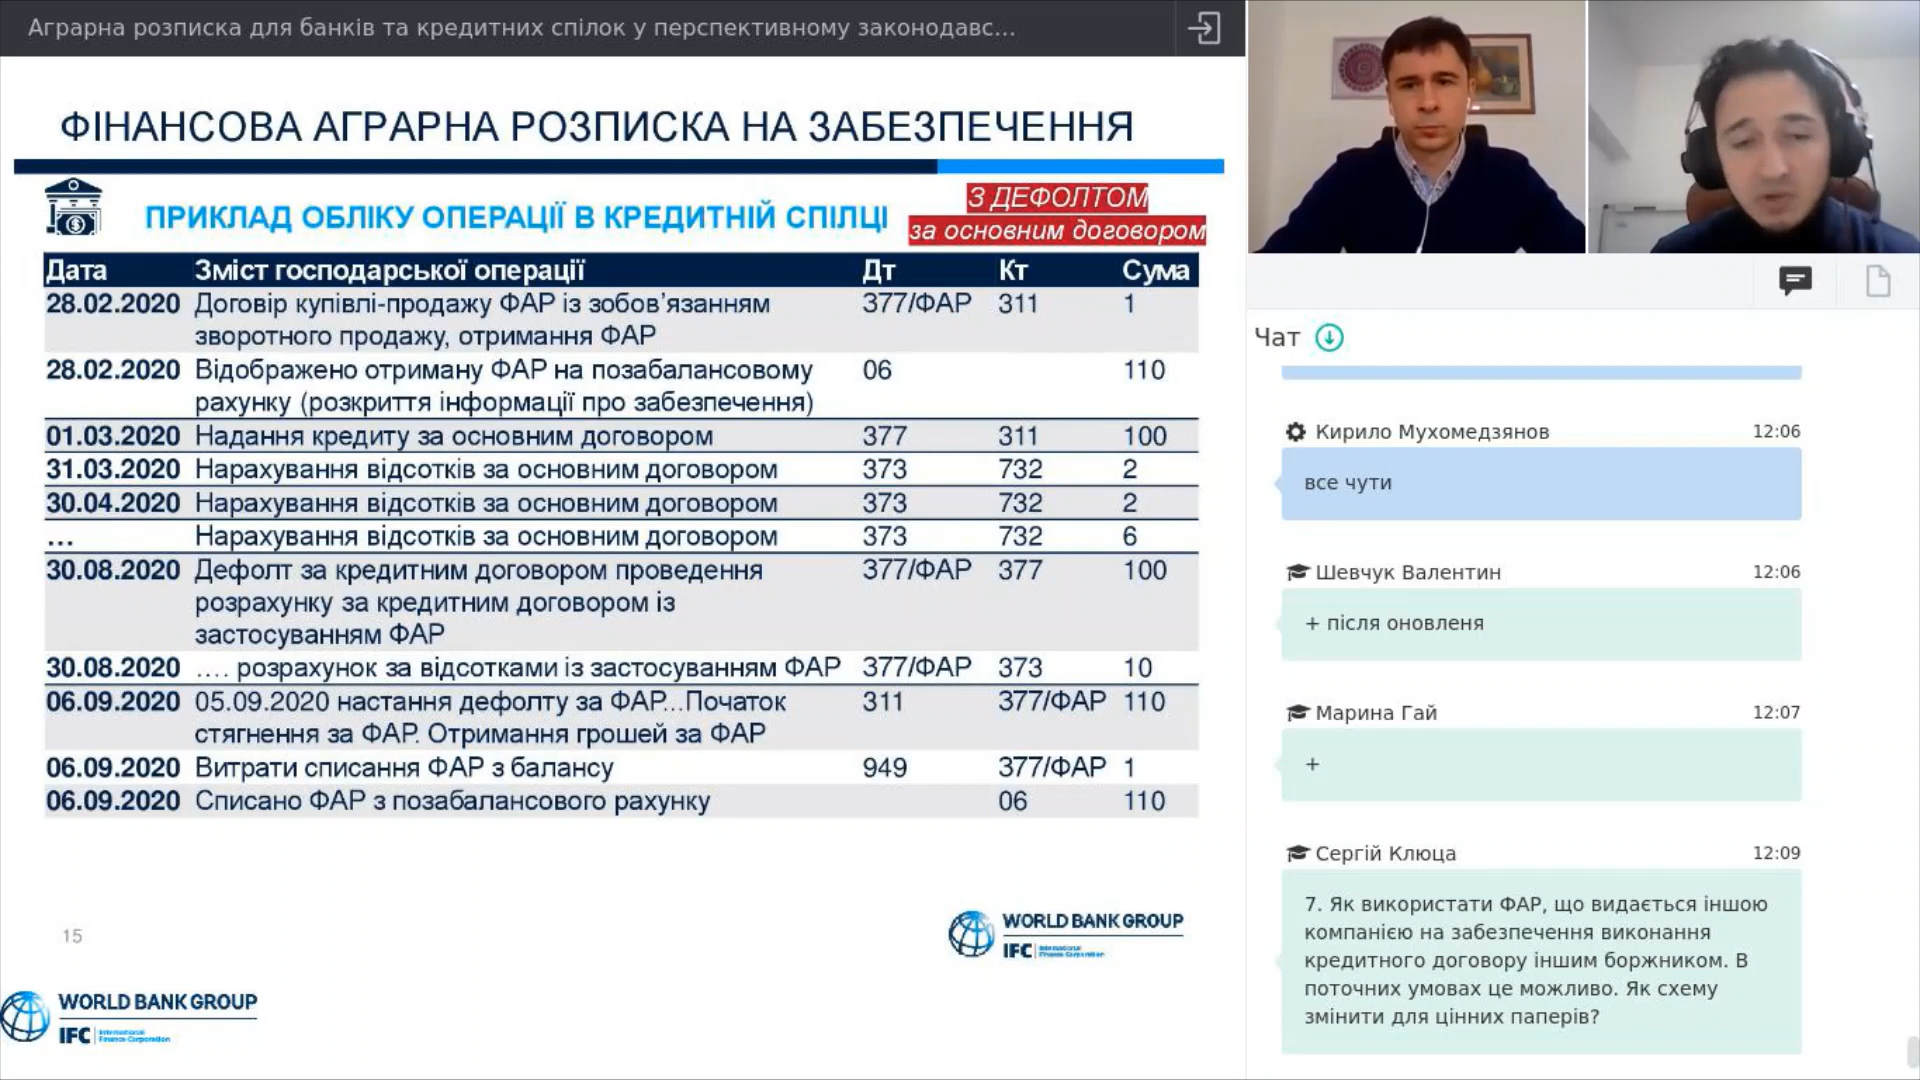 Аграрна розписка для банків та кредитних спілок у перспективному законодавс...
ФІНАНСОВА АГРАРНА РОЗПИСКА НА ЗАБЕЗПЕЧЕННЯ
ПРИКЛАД ОБЛІКУ ОПЕРАЦІЇ В КРЕДИТНІЙ СПІЛЦІ
З ДЕФОЛТОМ
за основним договором
Дата Зміст господарської операції Дт Кт Сума
28.02.2020 Договір купівлі-продажу ФАР із зобов’язанням 377/ФАР 311 1
зворотного продажу, отримання ФАР
28.02.2020 Відображено отриману ФАР на позабалансовому 06 110
рахунку (розкриття інформації про забезпечення)
01.03.2020 Надання кредиту за основним договором 377 311 100
31.03.2020 Нарахування відсотків за основним договором 373 732 2
30.04.2020 Нарахування відсотків за основним договором 373 732 2
... Нарахування відсотків за основним договором 373 732 6
30.08.2020 Дефолт за кредитним договором проведення 377/ФАР 377 100
розрахунку за кредитним договором із
застосуванням ФАР
30.08.2020 .... розрахунок за відсотками із застосуванням ФАР 377/ФАР 373 10
06.09.2020 05.09.2020 настання дефолту за ФАР...Початок 311 377/ФАР 110
стягнення за ФАР. Отримання грошей за ФАР
06.09.2020 Витрати списання ФАР з балансу 949 377/ФАР 1
06.09.2020 Списано ФАР з позабалансового рахунку 06 110
15
WORLD BANK GROUP
IFC International
Finance Corporation
WORLD BANK GROUP
IFC International
Finance Corporation
Чат
Кирило Мухомедзянов 12:06
все чути
Шевчук Валентин 12:06
+ після оновленя
Марина Гай 12:07
+
Сергій Клюца 12:09
7. Як використати ФАР, що видається іншою
компанією на забезпечення виконання
кредитного договору іншим боржником. В
поточних умовах це можливо. Як схему
змінити для цінних паперів?